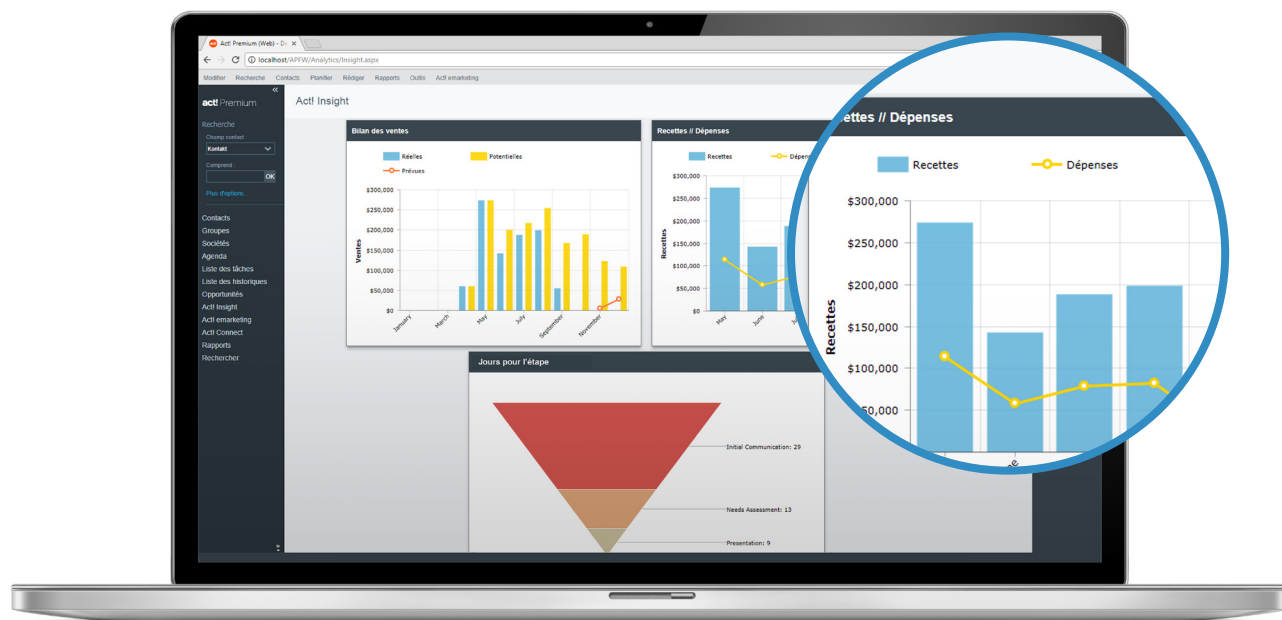 act! Act! Premium (Web) - D
localhost/APFW/Analytics/Insight.aspx
Modifier Recherche Contacts Planifier Rédiger Rapports Outils Act! emarketing
act! Premium
Act! Insight
Recherche
Champ contact
Kontakt
Comprend :
OK
Plus d'options...
Contacts
Groupes
Sociétés
Agenda
Liste des tâches
Liste des historiques
Opportunités
Act! Insight
Act! emarketing
Act! Connect
Rapports
Rechercher
Bilan des ventes
Réelles Potentielles
Prévues
$300,000
$250,000
$200,000
$150,000
$100,000
$50,000
$0
Ventes
January March May July September November
Recettes // Dépenses
Recettes Dépen
$300,000
$250,000
$200,000
$150,000
$100,000
$50,000
$0
Recettes
May June
ettes // Dépenses
Recettes Dépenses
$300,000
$250,000
$200,000
$150,000
$100,000
50,000
Recettes
ne
Jours pour l'étape
Initial Communication: 29
Needs Assessment: 13
Presentation: 9